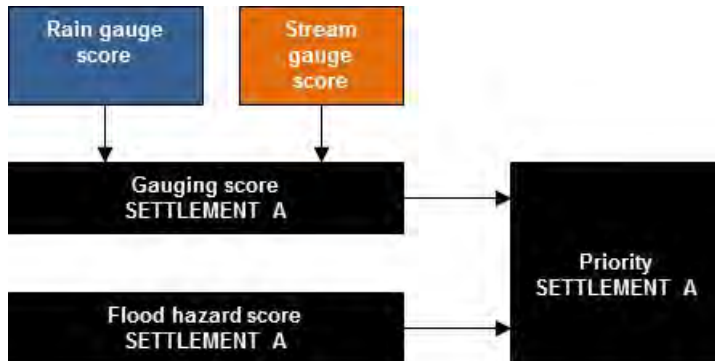 Rain gauge
score
Stream
gauge
score
Gauging score
SETTLEMENT A
Priority
SETTLEMENT A
Flood hazard score
SETTLEMENT A